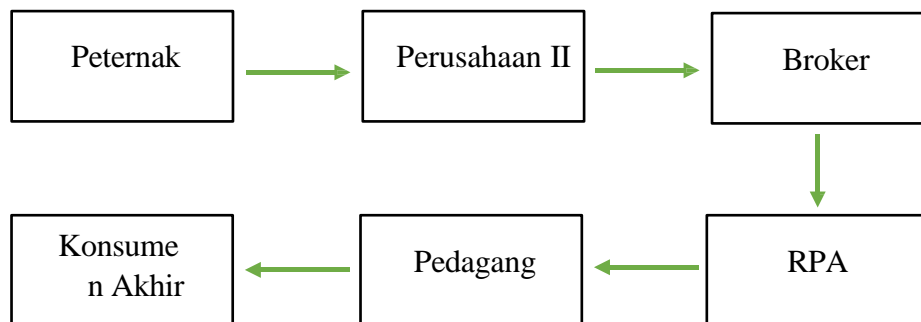 Peternak
Perusahaan II
Broker
Konsume
n Akhir
Pedagang
RPA